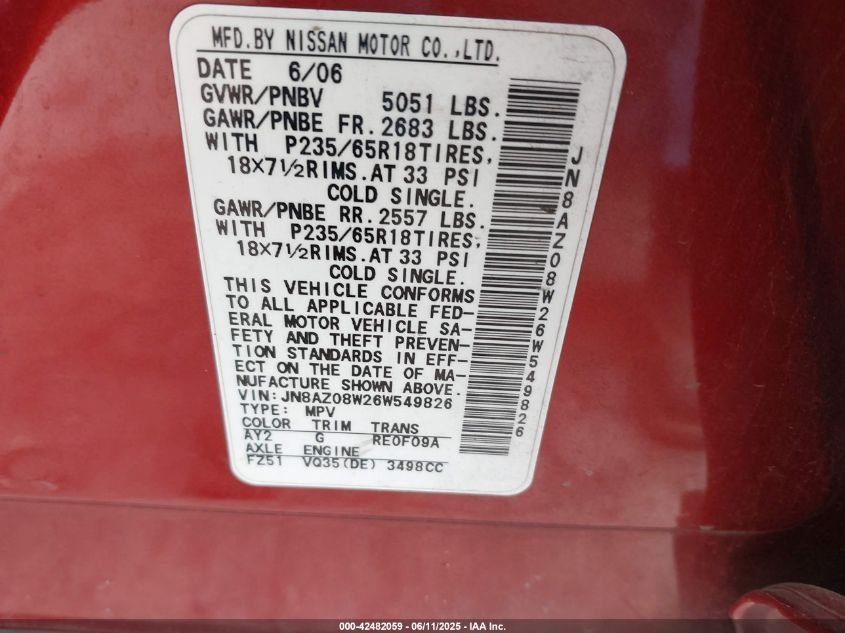 MFD.BY NISSAN MOTOR CO.,LTD.
DATE 6/06
GVWR/PNBV 5051 LBS.
GAWR/PNBE FR. 2683 LBS.
WITH P235/65R18TIRES,
18X7½RIMS.AT 33 PSI
COLD SINGLE.
GAWR/PNBE RR. 2557 LBS.
WITH P235/65R18TIRES,
18X7½RIMS.AT 33 PSI
COLD SINGLE.
THIS VEHICLE CONFORMS
TO ALL APPLICABLE FED-
ERAL MOTOR VEHICLE SA-
FETY AND THEFT PREVEN-
TION STANDARDS IN EFF-
ECT ON THE DATE OF MA-
NUFACTURE SHOWN ABOVE.
VIN: JN8AZ08W26W549826
TYPE: MPV
COLOR TRIM TRANS
AY2 G RE0F09A
AXLE ENGINE
FZ51 VQ35(DE) 3498CC
JN8AZ08W26W549826
000-42482059 - 06/11/2025 - IAA Inc.